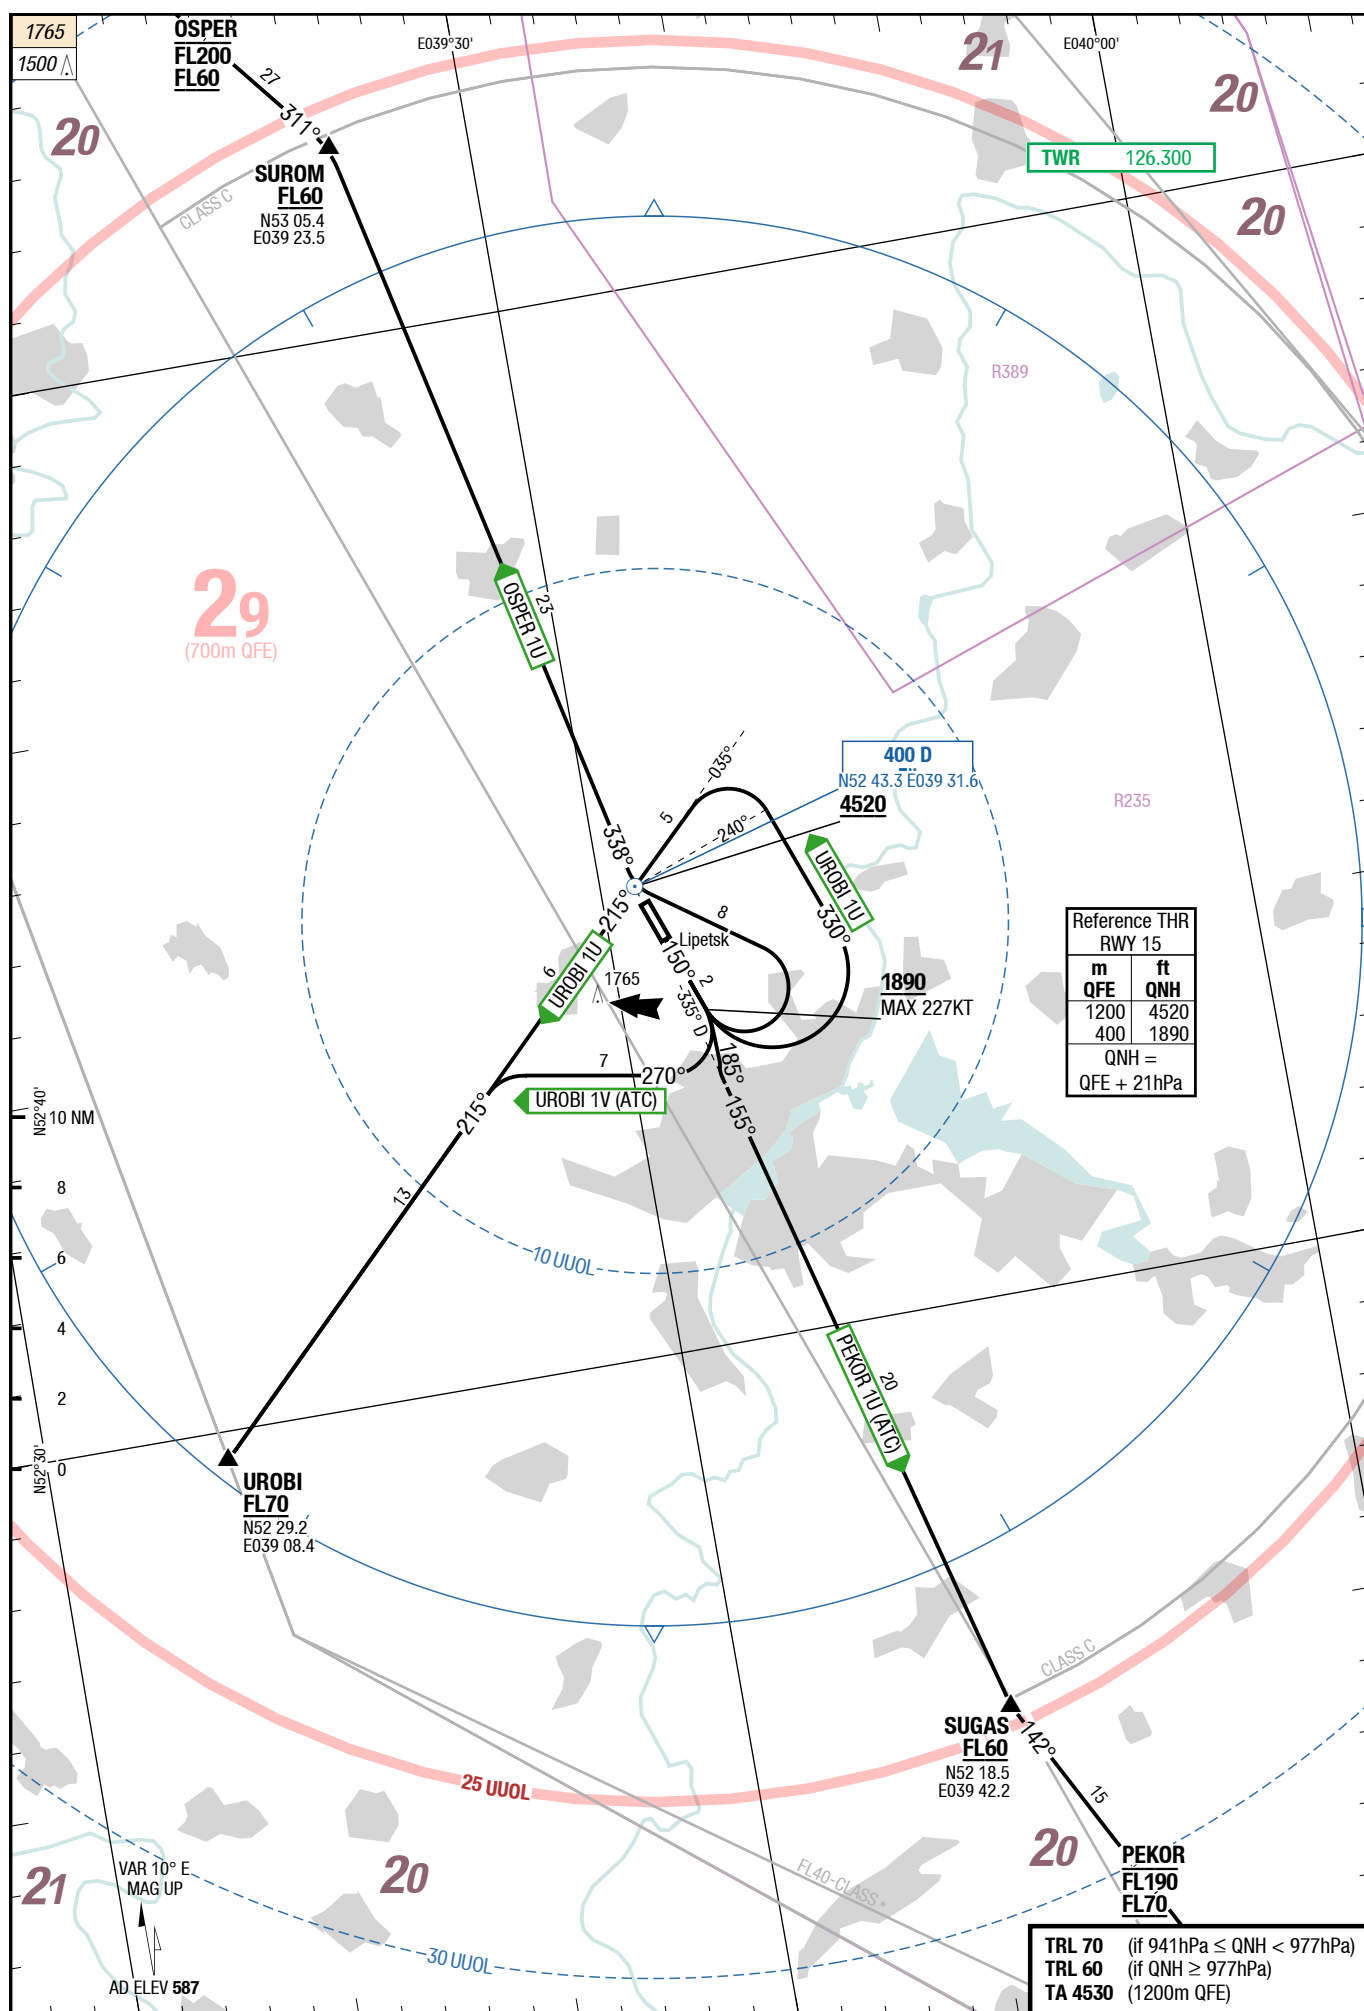 1765
1500
OSPER
FL200
FL60
27
311°
E039°30'
21
E040°00'
20
20
TWR 126.300
SUROM
FL60
N53 05.4
E039 23.5
CLASS C
20
R389
29
(700m QFE)
OSPER 1U
23
035°
5
240°
400 D
N52 43.3 E039 31.6
4520
R235
338°
UROBI 1U
330°
8
215°
Lipetsk
150°
2
335° D
UROBI 1U
6
1765
1890
MAX 227KT
Reference THR
RWY 15
m ft
QFE QNH
1200 4520
400 1890
QNH =
QFE + 21hPa
7
270°
185°
UROBI 1V (ATC)
155°
215°
N52°40'
10 NM
8
6
4
2
0
N52°30'
13
10 UUOL
PEKOR 1U (ATC)
20
UROBI
FL70
N52 29.2
E039 08.4
CLASS C
SUGAS
FL60
N52 18.5
E039 42.2
142°
15
25 UUOL
PEKOR
FL190
FL70
20
20
21
FL40-CLASS *
VAR 10° E
MAG UP
AD ELEV 587
30 UUOL
TRL 70 (if 941hPa ≤ QNH < 977hPa)
TRL 60 (if QNH ≥ 977hPa)
TA 4530 (1200m QFE)